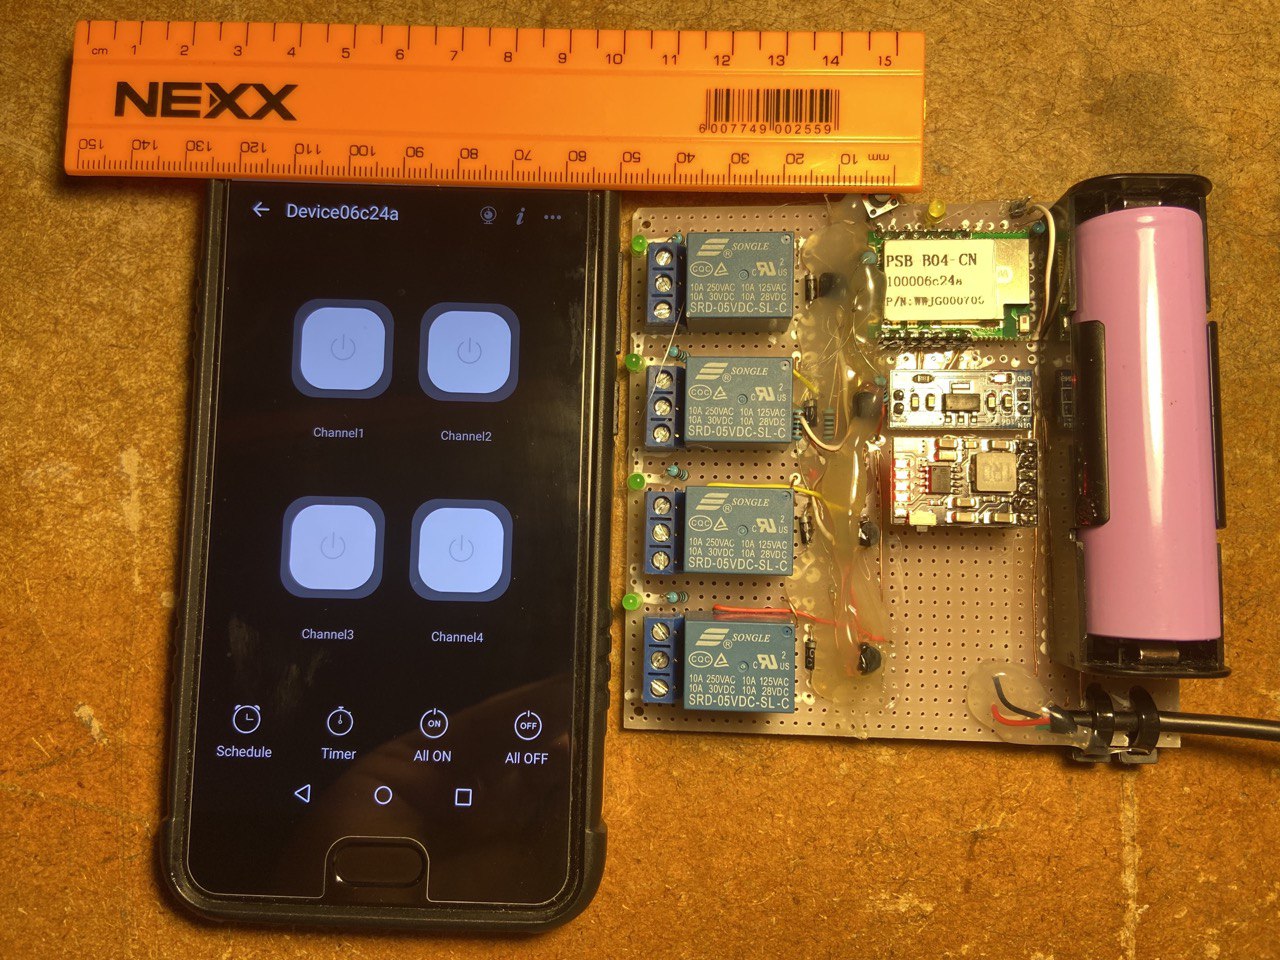 cm 1 2 3 4 5 6 7 8 9 10 11 12 13 14 15
NEXX
6 007749 002559
150 140 130 120 110 100 90 80 70 60 50 40 30 20 10 mm
Device06c24a
Channel1
Channel2
Channel3
Channel4
Schedule
Timer
ON
All ON
OFF
All OFF
SONGLE
CQC
10A 250VAC 10A 125VAC
10A 30VDC 10A 28VDC
SRD-05VDC-SL-C
SONGLE
CQC
10A 250VAC 10A 125VAC
10A 30VDC 10A 28VDC
SRD-05VDC-SL-C
SONGLE
CQC
10A 250VAC 10A 125VAC
10A 30VDC 10A 28VDC
SRD-05VDC-SL-C
SONGLE
CQC
10A 250VAC 10A 125VAC
10A 30VDC 10A 28VDC
SRD-05VDC-SL-C
PSB B04-CN
100006c24a
P/N:WWJG000705